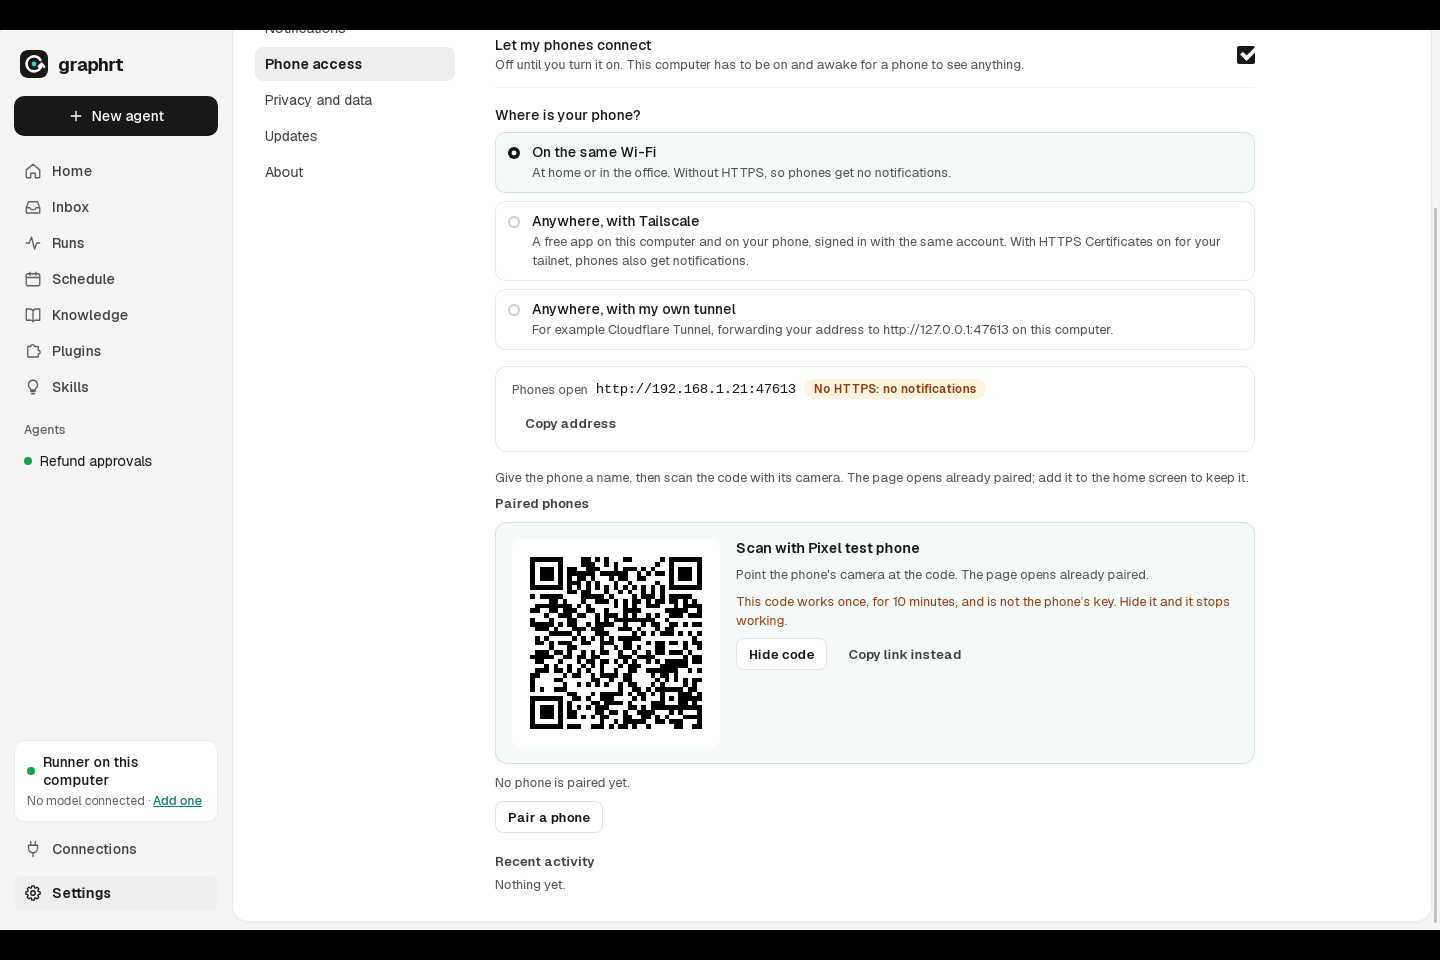 graphrt
New agent
Home
Inbox
Runs
Schedule
Knowledge
Plugins
Skills
Agents
Refund approvals
Runner on this
computer
No model connected · Add one
Connections
Settings
Notifications
Phone access
Privacy and data
Updates
About
Let my phones connect
Off until you turn it on. This computer has to be on and awake for a phone to see anything.
Where is your phone?
On the same Wi-Fi
At home or in the office. Without HTTPS, so phones get no notifications.
Anywhere, with Tailscale
A free app on this computer and on your phone, signed in with the same account. With HTTPS Certificates on for your
tailnet, phones also get notifications.
Anywhere, with my own tunnel
For example Cloudflare Tunnel, forwarding your address to http://127.0.0.1:47613 on this computer.
Phones open http://192.168.1.21:47613 No HTTPS: no notifications
Copy address
Give the phone a name, then scan the code with its camera. The page opens already paired; add it to the home screen to keep it.
Paired phones
Scan with Pixel test phone
Point the phone's camera at the code. The page opens already paired.
This code works once, for 10 minutes, and is not the phone's key. Hide it and it stops
working.
Hide code Copy link instead
No phone is paired yet.
Pair a phone
Recent activity
Nothing yet.